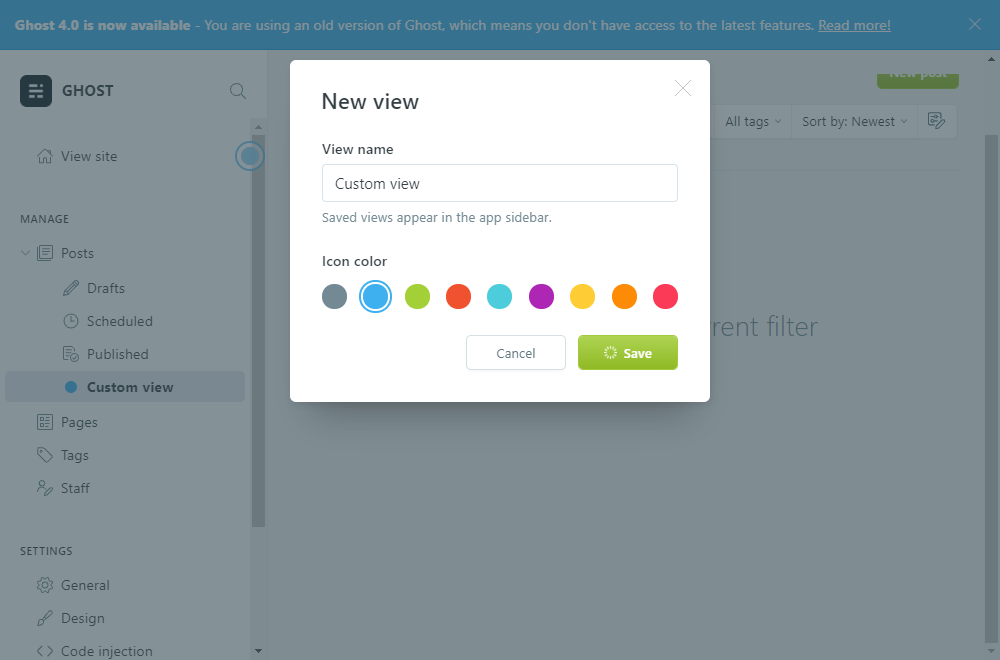 Ghost 4.0 is now available - You are using an old version of Ghost, which means you don't have access to the latest features. Read more!
GHOST
View site
MANAGE
Posts
Drafts
Scheduled
Published
Custom view
Pages
Tags
Staff
SETTINGS
General
Design
Code injection
New post
All tags
Sort by: Newest
filter
New view
View name
Custom view
Saved views appear in the app sidebar.
Icon color
Cancel
Save